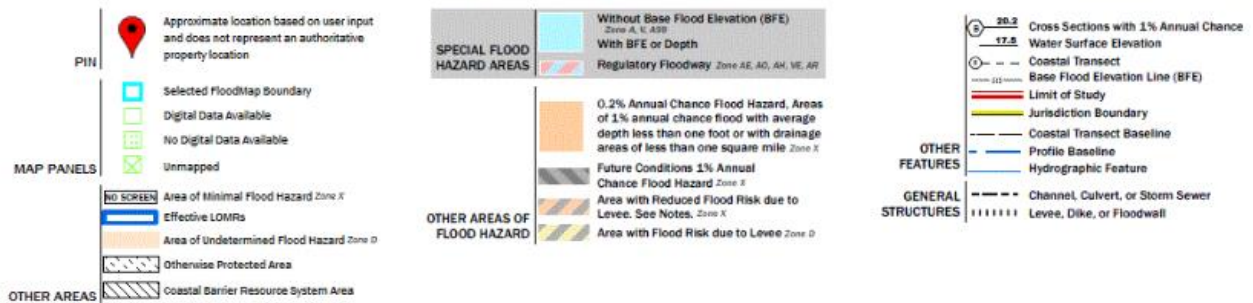 PIN
Approximate location based on user input
and does not represent an authoritative
property location
MAP PANELS
Selected FloodMap Boundary
Digital Data Available
No Digital Data Available
Unmapped
OTHER AREAS
NO SCREEN Area of Minimal Flood Hazard Zone X
Effective LOMRs
Area of Undetermined Flood Hazard Zone D
Otherwise Protected Area
Coastal Barrier Resource System Area
SPECIAL FLOOD
HAZARD AREAS
Without Base Flood Elevation (BFE)
Zone A, V, A99
With BFE or Depth
Regulatory Floodway Zone AE, AO, AH, VE, AR
OTHER AREAS OF
FLOOD HAZARD
0.2% Annual Chance Flood Hazard, Areas
of 1% annual chance flood with average
depth less than one foot or with drainage
areas of less than one square mile Zone X
Future Conditions 1% Annual
Chance Flood Hazard Zone X
Area with Reduced Flood Risk due to
Levee. See Notes. Zone X
Area with Flood Risk due to Levee Zone D
OTHER
FEATURES
20.2 Cross Sections with 1% Annual Chance
17.5 Water Surface Elevation
Coastal Transect
Base Flood Elevation Line (BFE)
Limit of Study
Jurisdiction Boundary
Coastal Transect Baseline
Profile Baseline
Hydrographic Feature
GENERAL
STRUCTURES
Channel, Culvert, or Storm Sewer
Levee, Dike, or Floodwall